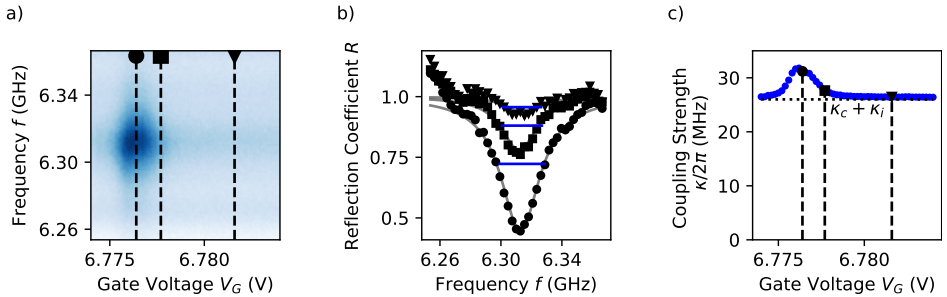 a)
Frequency f (GHz)
6.34
6.30
6.26
6.775
6.780
Gate Voltage V_G (V)
b)
Reflection Coefficient R
1.0
0.75
0.5
6.26
6.30
6.34
Frequency f (GHz)
c)
Coupling Strength
κ/2π (MHz)
30
20
10
0
κ_c + κ_i
6.775
6.780
Gate Voltage V_G (V)